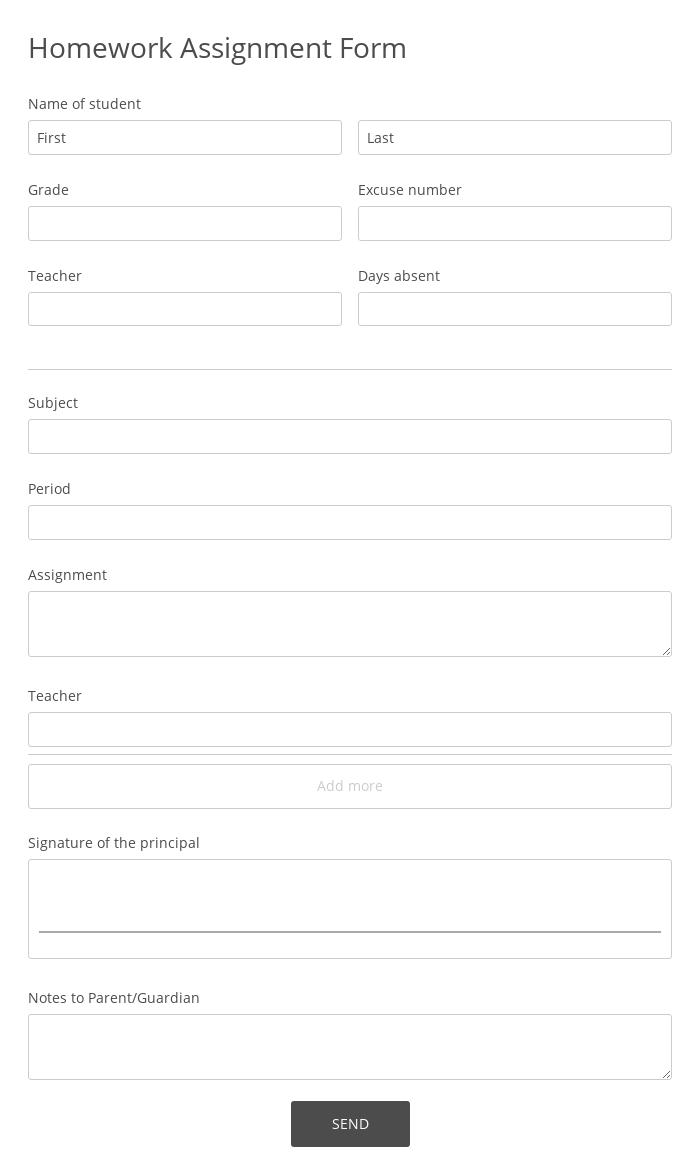 Homework Assignment Form
Name of student
First Last
Grade Excuse number
Teacher Days absent
Subject
Period
Assignment
Teacher
Add more
Signature of the principal
Notes to Parent/Guardian
SEND